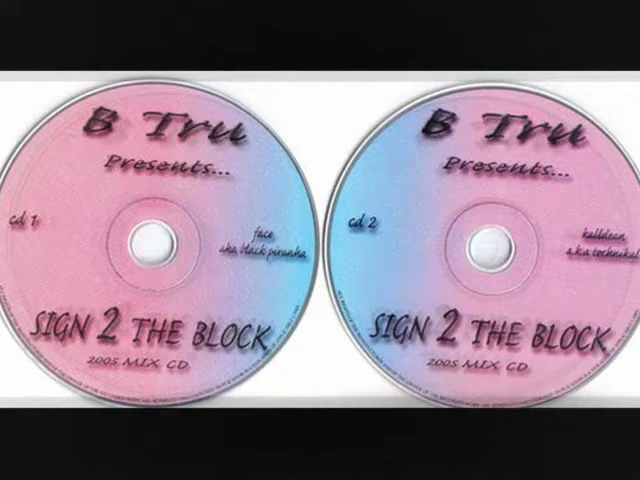 B Tru
Presents...
cd 1
face
aka black piranha
SIGN 2 THE BLOCK
2005 MIX CD
B Tru
Presents...
cd 2
kalldean
a.k.a technikal
SIGN 2 THE BLOCK
2005 MIX CD